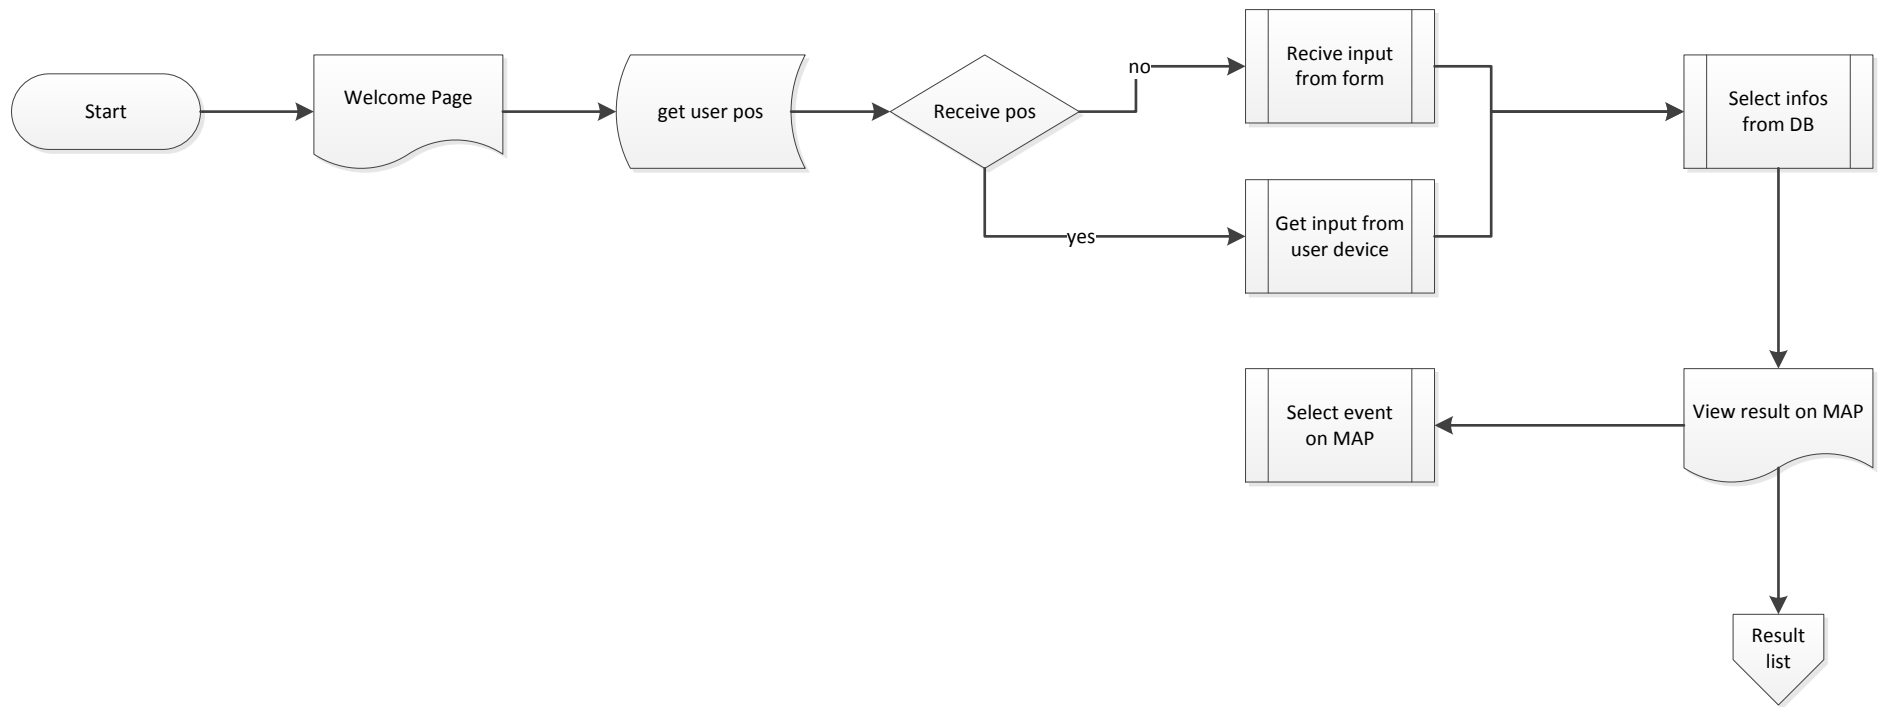 Start
Welcome Page
get user pos
Receive pos
no
yes
Recive input
from form
Get input from
user device
Select infos
from DB
View result on MAP
Select event
on MAP
Result
list